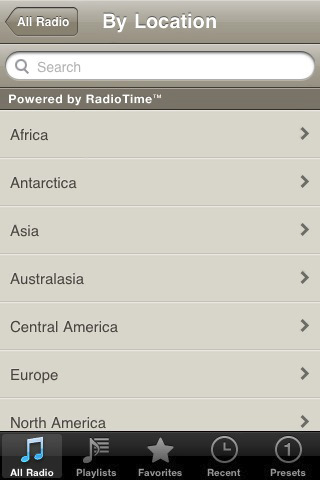 All Radio
By Location
Search
Powered by RadioTime™
Africa
Antarctica
Asia
Australasia
Central America
Europe
North America
All Radio
Playlists
Favorites
Recent
1
Presets